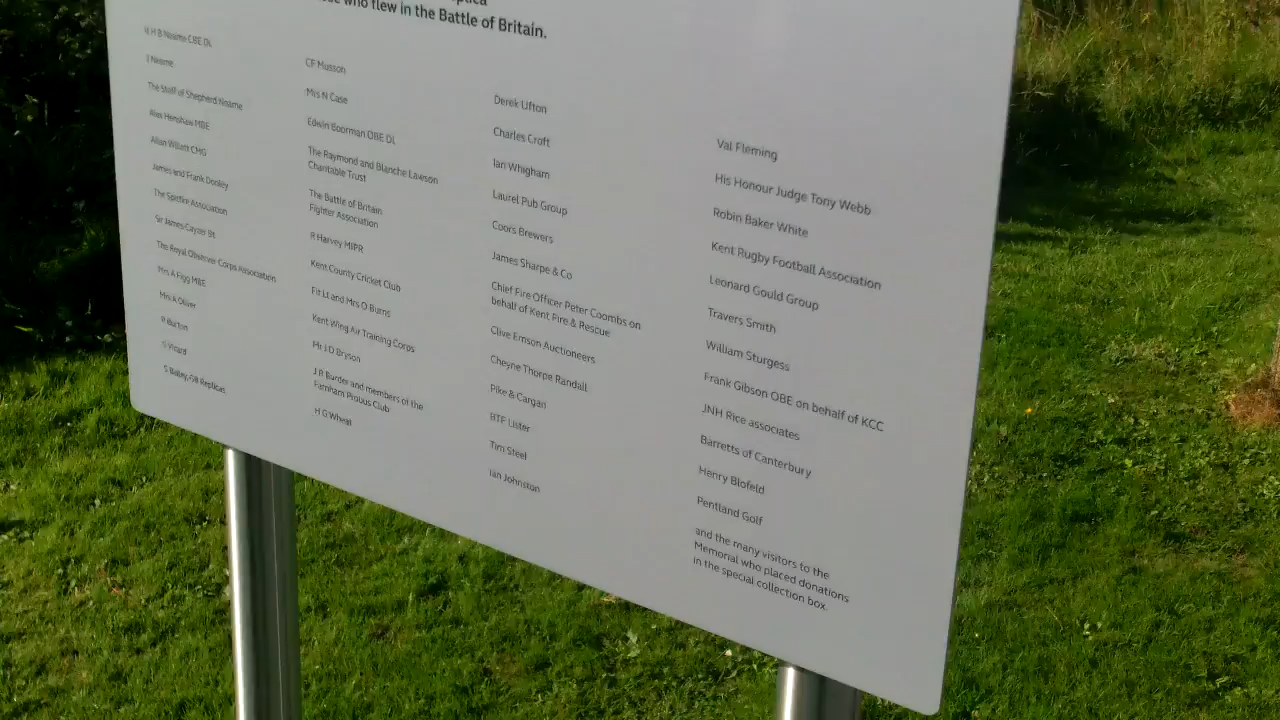 who flew in the Battle of Britain.
H B Neame CBE DL
J Neame
The Staff of Shepherd Neame
Alex Henshaw MBE
Allan Willett CMG
James and Frank Dooley
The Spitfire Association
Sir James Cayzer Bt
The Royal Observer Corps Association
Mrs A Figg MBE
Mrs A Oliver
P Burton
S Vizard
S Bailey, GB Replicas
CF Musson
Mrs N Case
Edwin Boorman OBE DL
The Raymond and Blanche Lawson
Charitable Trust
The Battle of Britain
Fighter Association
R Harvey MIPR
Kent County Cricket Club
Flt Lt and Mrs O Burns
Kent Wing Air Training Corps
Mr J D Bryson
J R Burder and members of the
Farnham Probus Club
H G Wheat
Derek Ufton
Charles Croft
Ian Whigham
Laurel Pub Group
Coors Brewers
James Sharpe & Co
Chief Fire Officer Peter Coombs on
behalf of Kent Fire & Rescue
Clive Emson Auctioneers
Cheyne Thorpe Randall
Pike & Cargan
BTF Lister
Tim Steel
Ian Johnston
Val Fleming
His Honour Judge Tony Webb
Robin Baker White
Kent Rugby Football Association
Leonard Gould Group
Travers Smith
William Sturgess
Frank Gibson OBE on behalf of KCC
JNH Rice associates
Barretts of Canterbury
Henry Blofeld
Pentland Golf
and the many visitors to the
Memorial who placed donations
in the special collection box.